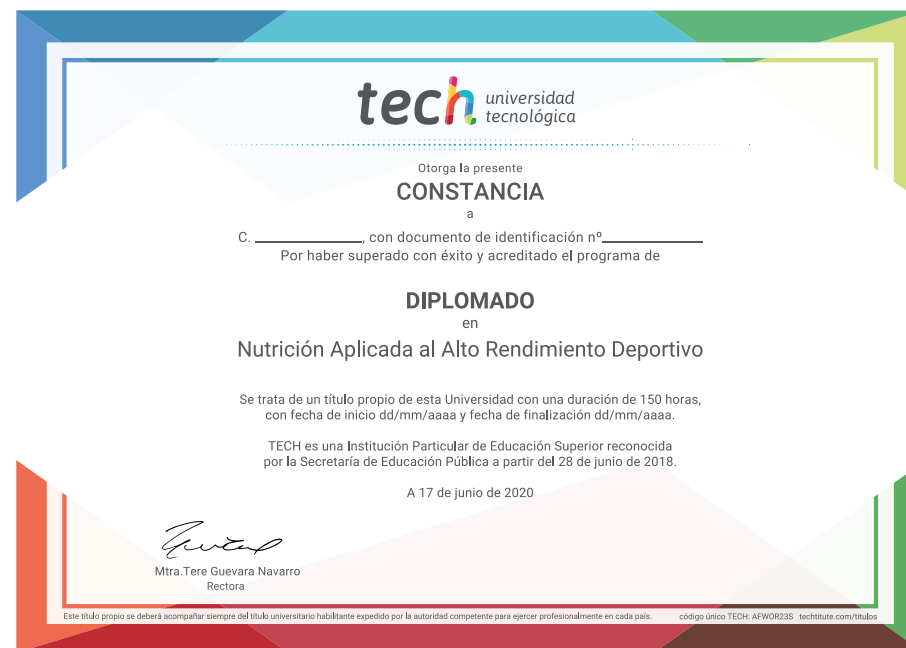 tech universidad
tecnológica
Otorga la presente
CONSTANCIA
a
C. ____________, con documento de identificación nº____________
Por haber superado con éxito y acreditado el programa de
DIPLOMADO
en
Nutrición Aplicada al Alto Rendimiento Deportivo
Se trata de un título propio de esta Universidad con una duración de 150 horas,
con fecha de inicio dd/mm/aaaa y fecha de finalización dd/mm/aaaa.
TECH es una Institución Particular de Educación Superior reconocida
por la Secretaría de Educación Pública a partir del 28 de junio de 2018.
A 17 de junio de 2020
Mtra.Tere Guevara Navarro
Rectora
Este título propio se deberá acompañar siempre del título universitario habilitante expedido por la autoridad competente para ejercer profesionalmente en cada país. código único TECH: AFWOR23S techtitute.com/titulos